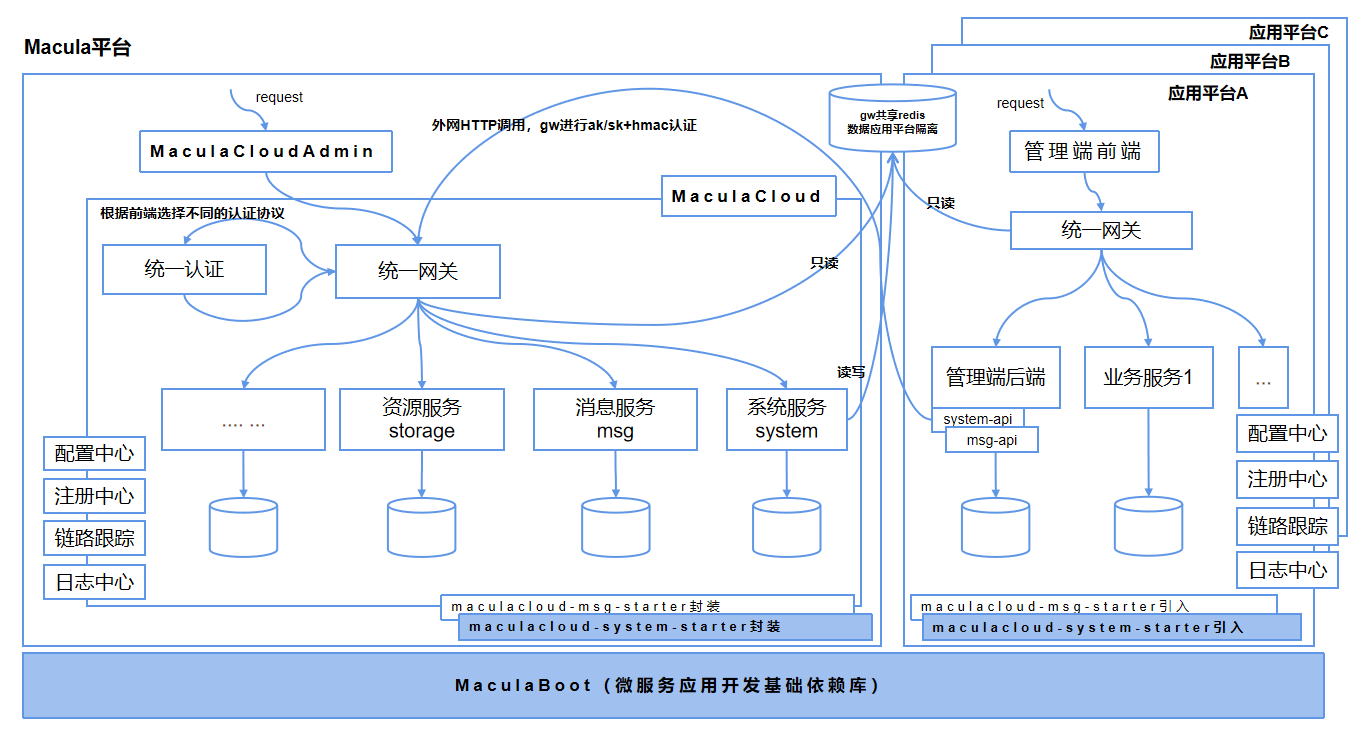 Macula平台
应用平台C
应用平台B
应用平台A
request
MaculaCloudAdmin
外网HTTP调用，gw进行ak/sk+hmac认证
gw共享redis
数据应用平台隔离
request
管理端前端
MaculaCloud
根据前端选择不同的认证协议
统一认证
统一网关
只读
只读
统一网关
读写
.... ...
资源服务
storage
消息服务
msg
系统服务
system
管理端后端
system-api
msg-api
业务服务1
...
配置中心
注册中心
链路跟踪
日志中心
配置中心
注册中心
链路跟踪
日志中心
maculacloud-msg-starter封装
maculacloud-system-starter封装
maculacloud-msg-starter引入
maculacloud-system-starter引入
MaculaBoot（微服务应用开发基础依赖库）